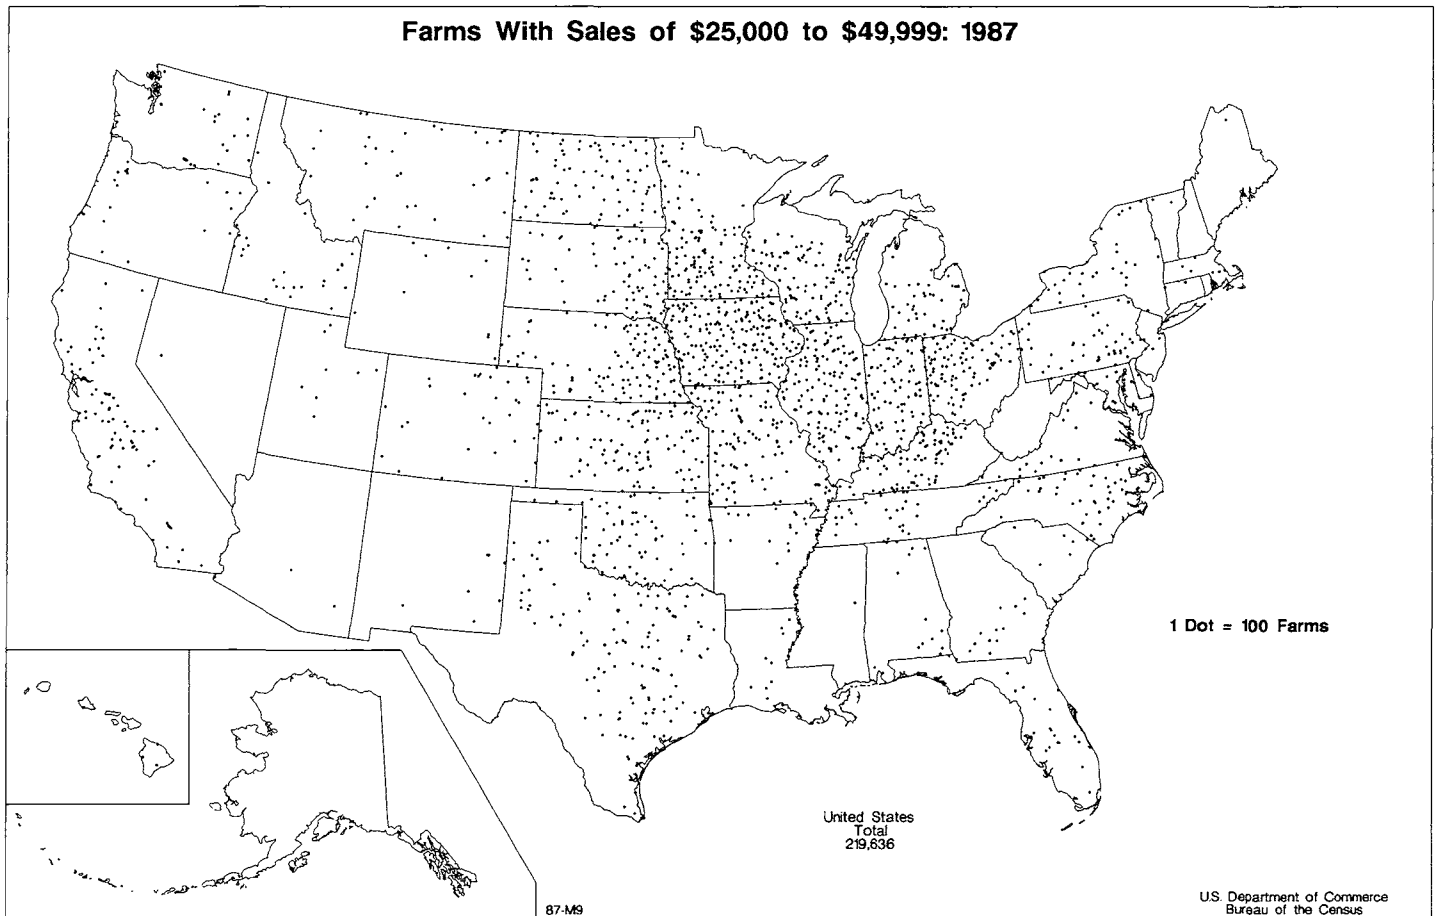 Farms With Sales of $25,000 to $49,999: 1987
1 Dot = 100 Farms
United States
Total
219,636
87-M9
U.S. Department of Commerce
Bureau of the Census